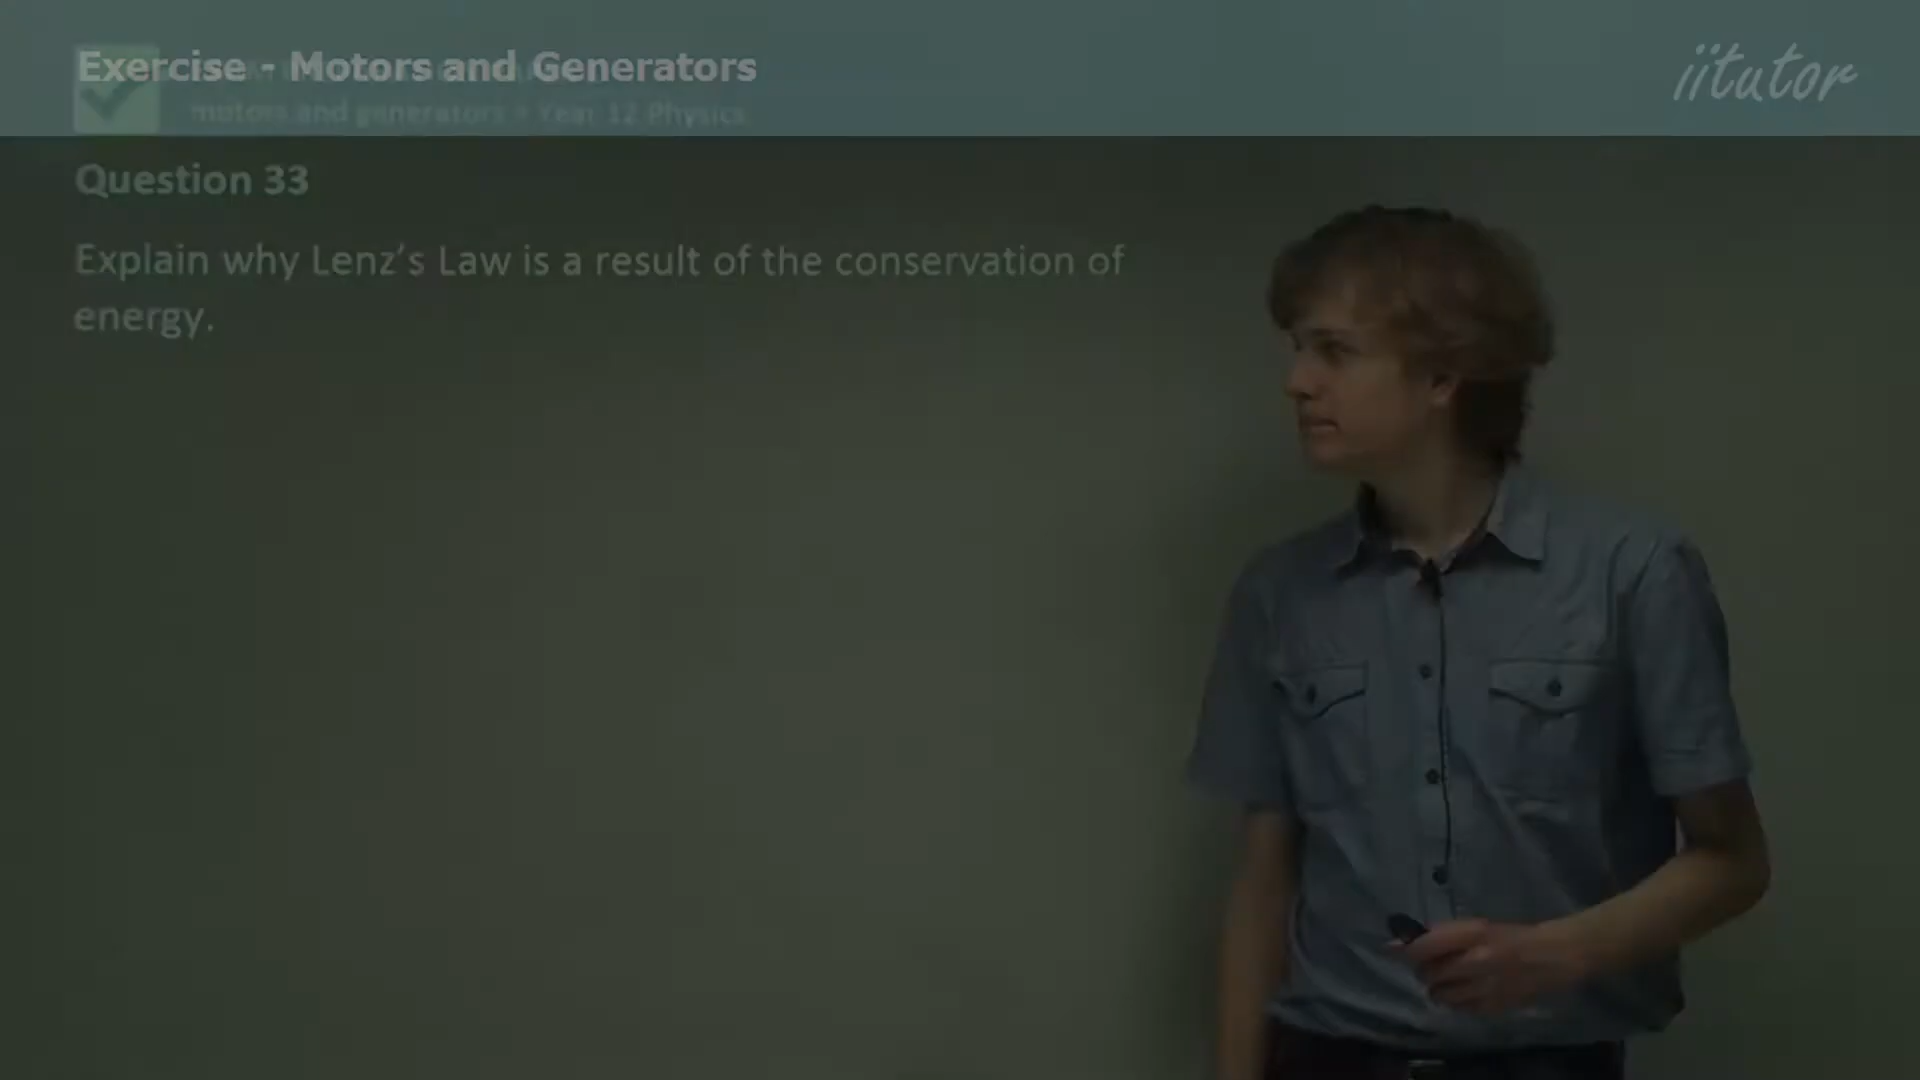 Exercise - Motors and Generators
iitutor
motors and generators • Year 12 Physics
Question 33
Explain why Lenz's Law is a result of the conservation of
energy.